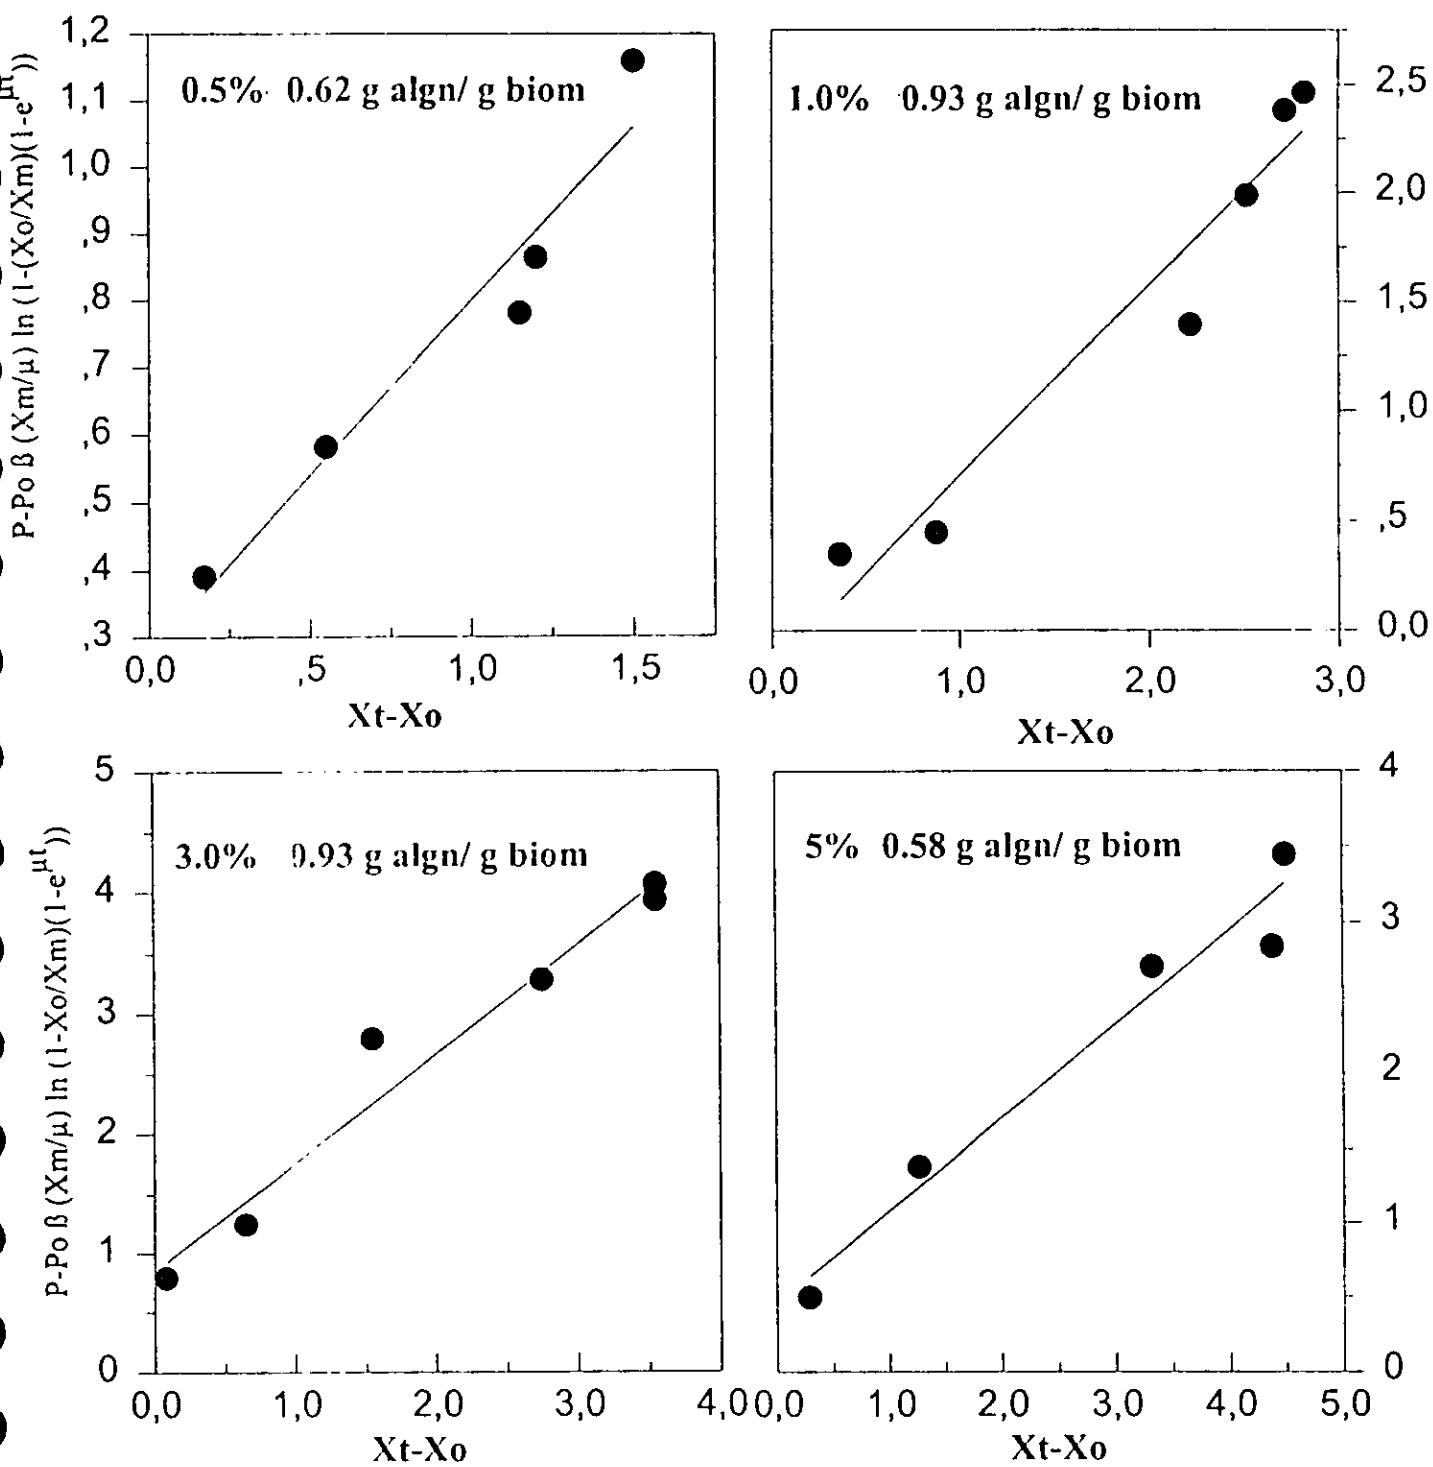 P-Po ß (Xm/µ) ln (1-(Xo/Xm)(1-e^µt))
1,2
1,1
1,0
,9
,8
,7
,6
,5
,4
,3
0.5% 0.62 g algn/ g biom
0,0 ,5 1,0 1,5
Xt-Xo
1.0% 0.93 g algn/ g biom
2,5
2,0
1,5
1,0
,5
0,0
0,0 1,0 2,0 3,0
Xt-Xo
P-Po ß (Xm/µ) ln (1-Xo/Xm)(1-e^µt))
5
4
3
2
1
0
3.0% 0.93 g algn/ g biom
0,0 1,0 2,0 3,0 4,0
Xt-Xo
5% 0.58 g algn/ g biom
4
3
2
1
0
0,0 1,0 2,0 3,0 4,0 5,0
Xt-Xo